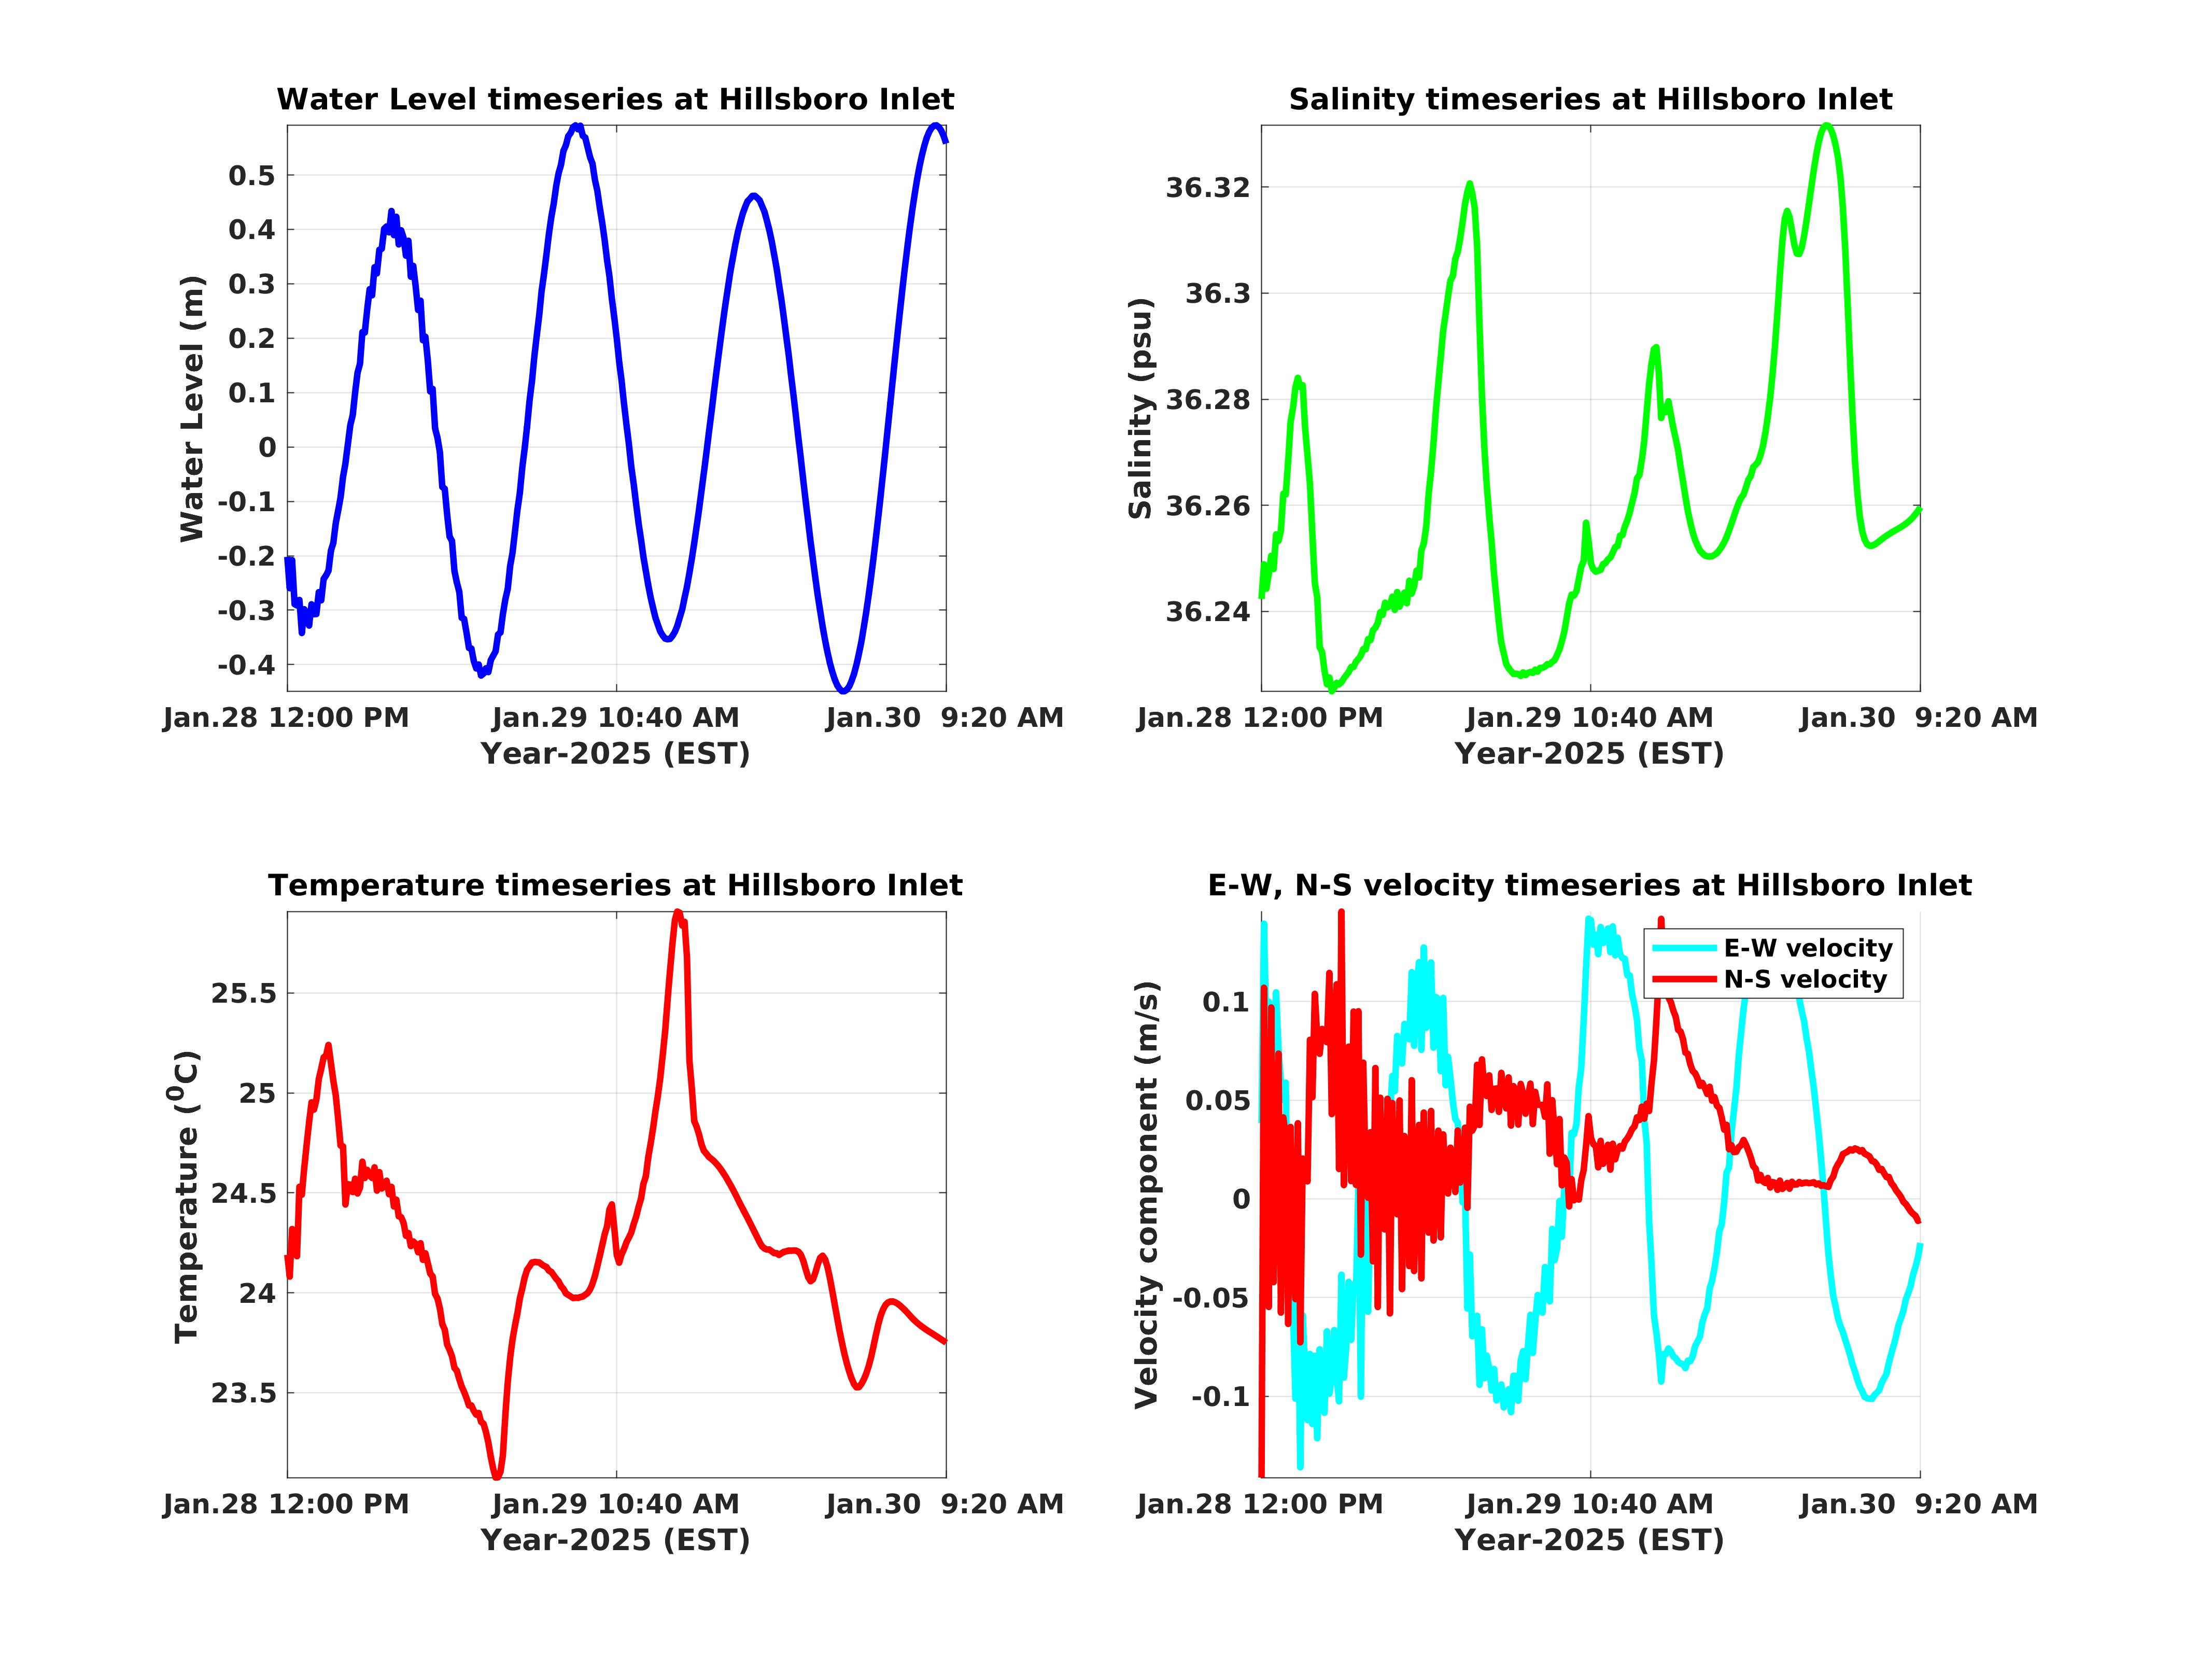 Water Level timeseries at Hillsboro Inlet
Water Level (m)
0.5
0.4
0.3
0.2
0.1
0
-0.1
-0.2
-0.3
-0.4
Jan.28 12:00 PM Jan.29 10:40 AM Jan.30 9:20 AM
Year-2025 (EST)
Salinity timeseries at Hillsboro Inlet
Salinity (psu)
36.32
36.3
36.28
36.26
36.24
Jan.28 12:00 PM Jan.29 10:40 AM Jan.30 9:20 AM
Year-2025 (EST)
Temperature timeseries at Hillsboro Inlet
Temperature (⁰C)
25.5
25
24.5
24
23.5
Jan.28 12:00 PM Jan.29 10:40 AM Jan.30 9:20 AM
Year-2025 (EST)
E-W, N-S velocity timeseries at Hillsboro Inlet
Velocity component (m/s)
E-W velocity
N-S velocity
0.1
0.05
0
-0.05
-0.1
Jan.28 12:00 PM Jan.29 10:40 AM Jan.30 9:20 AM
Year-2025 (EST)